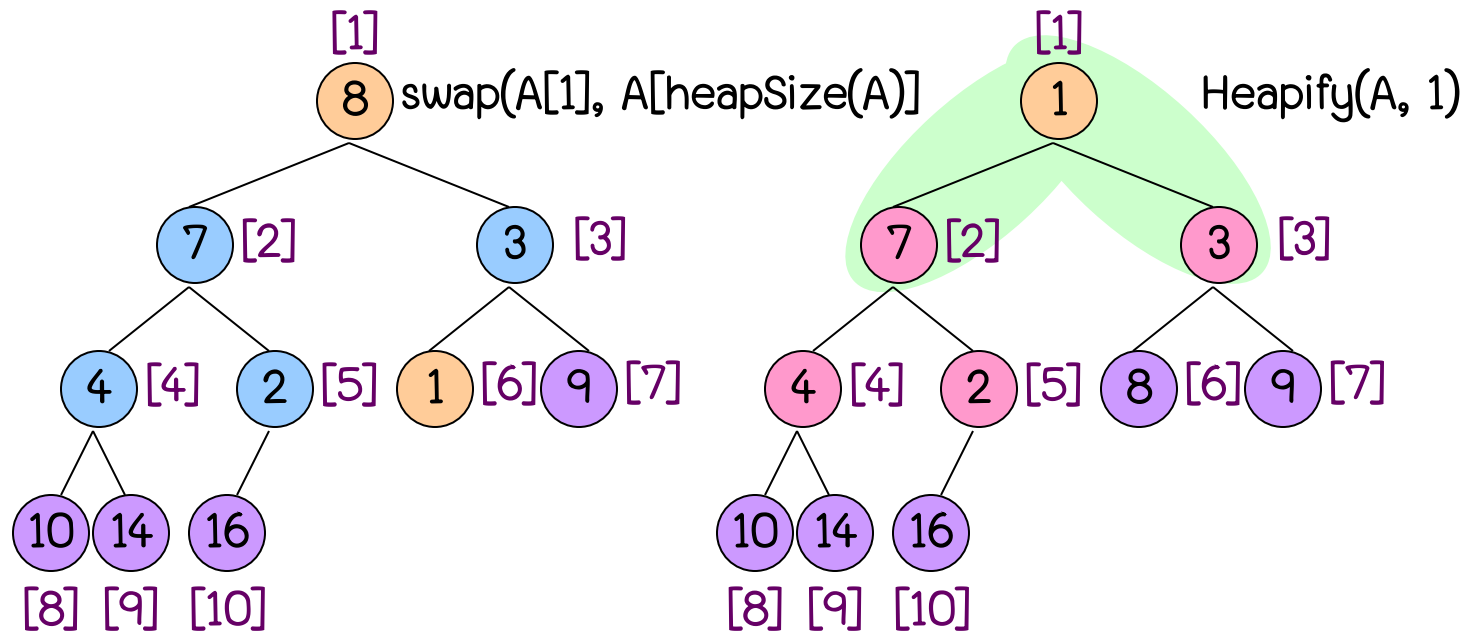 [1] [1]
8 swap(A[1], A[heapSize(A)] 1 Heapify(A, 1)
7 [2] 3 [3] 7 [2] 3 [3]
4 [4] 2 [5] 1 [6] 9 [7] 4 [4] 2 [5] 8 [6] 9 [7]
10 14 16 10 14 16
[8] [9] [10] [8] [9] [10]